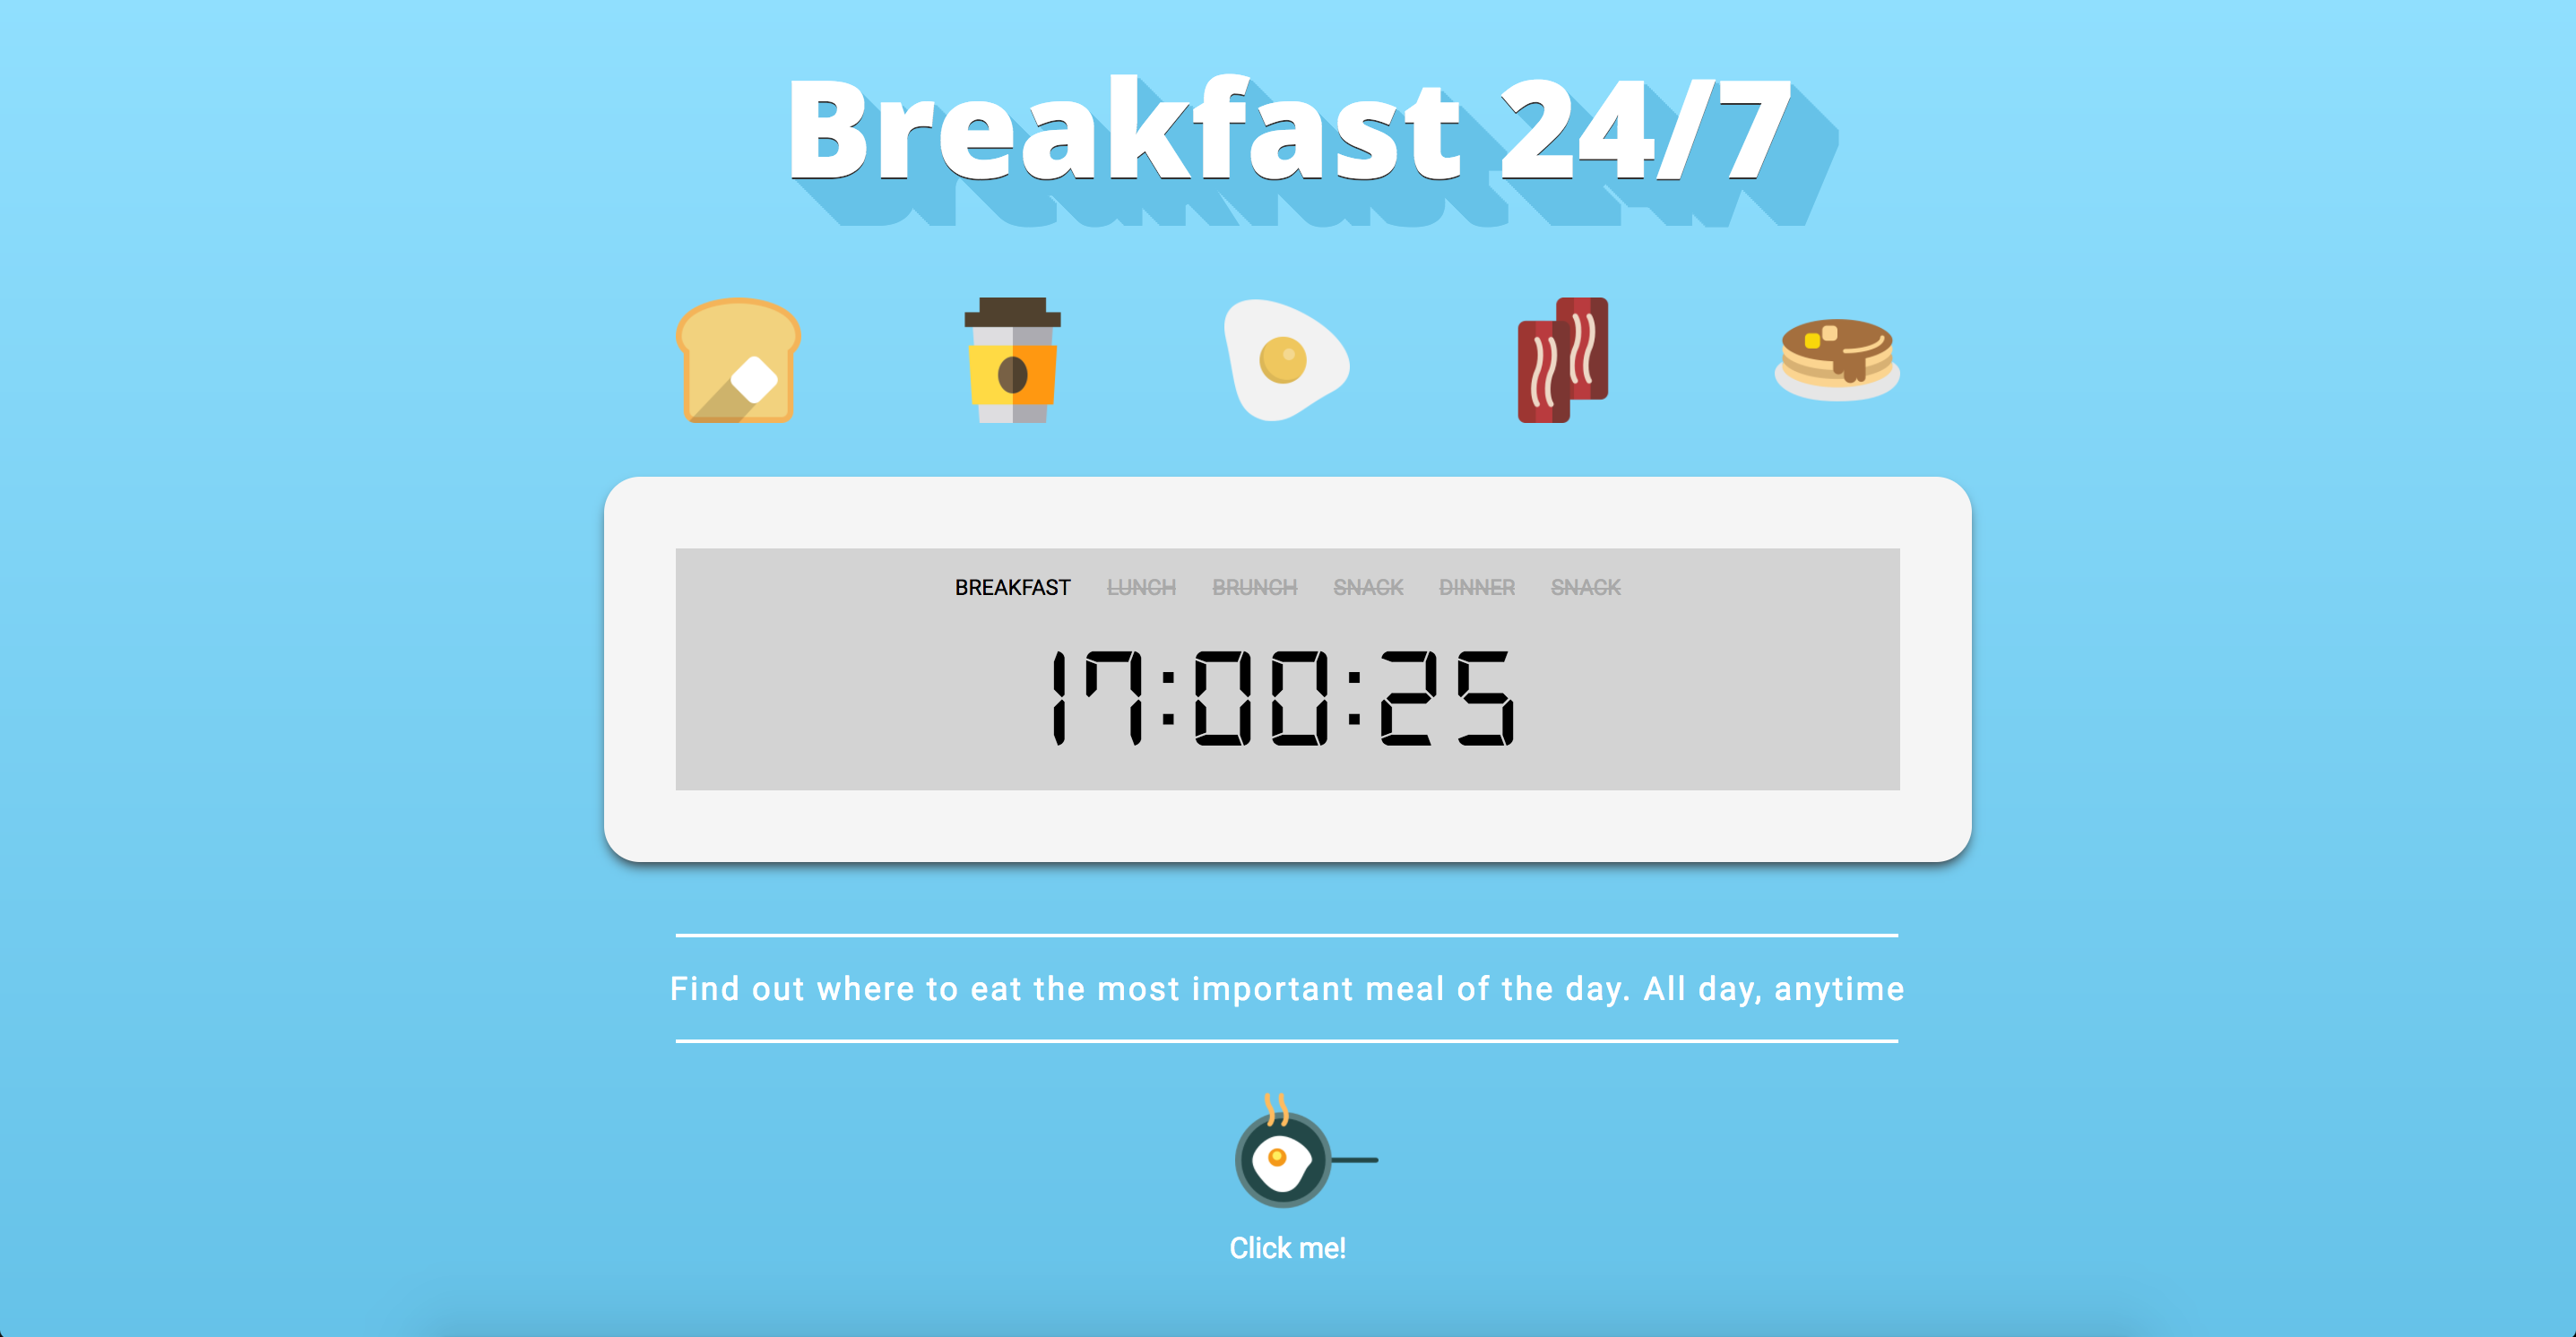 Breakfast 24/7
BREAKFAST LUNCH BRUNCH SNACK DINNER SNACK
17:00:25
Find out where to eat the most important meal of the day. All day, anytime
Click me!